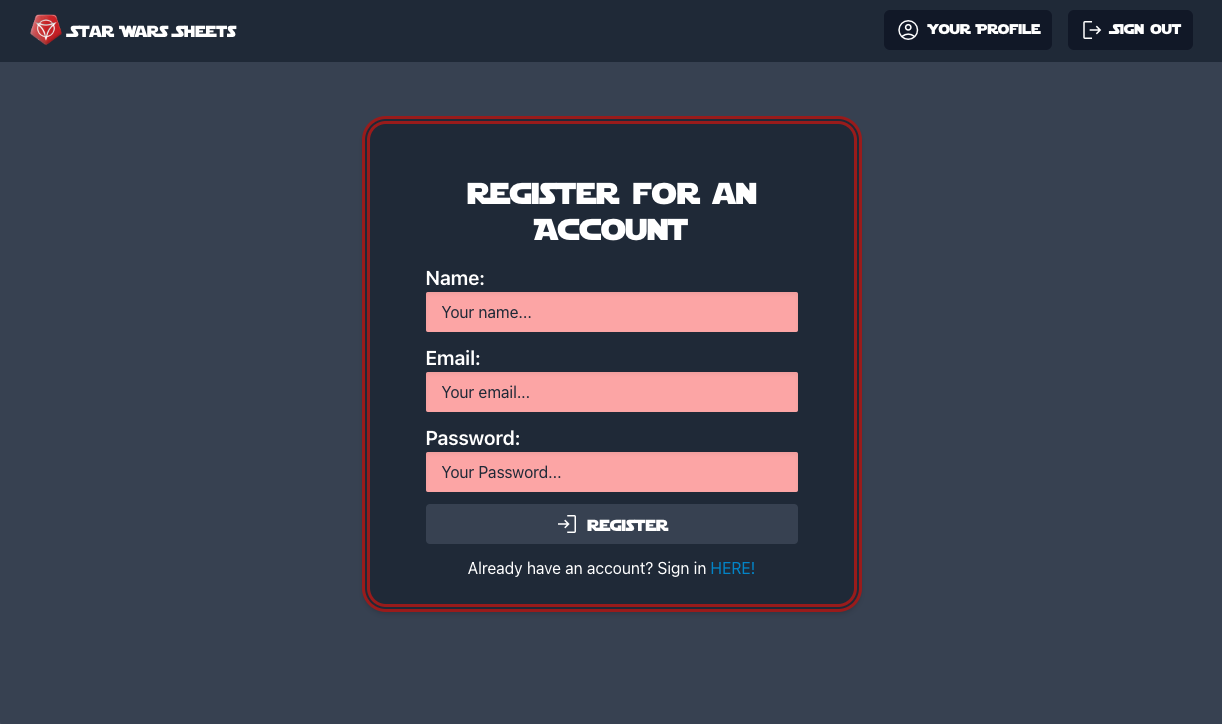 Star Wars Sheets
Your Profile
Sign Out
Register for an
Account
Name:
Your name...
Email:
Your email...
Password:
Your Password...
Register
Already have an account? Sign in HERE!